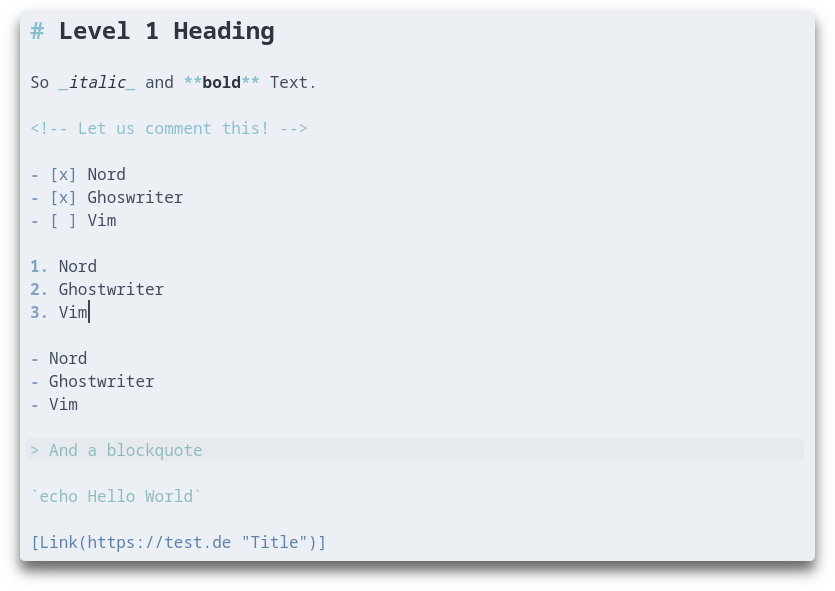 # Level 1 Heading
So _italic_ and **bold** Text.
<!-- Let us comment this! -->
- [x] Nord
- [x] Ghoswriter
- [ ] Vim
1. Nord
2. Ghostwriter
3. Vim
- Nord
- Ghostwriter
- Vim
> And a blockquote
`echo Hello World`
[Link(https://test.de "Title")]